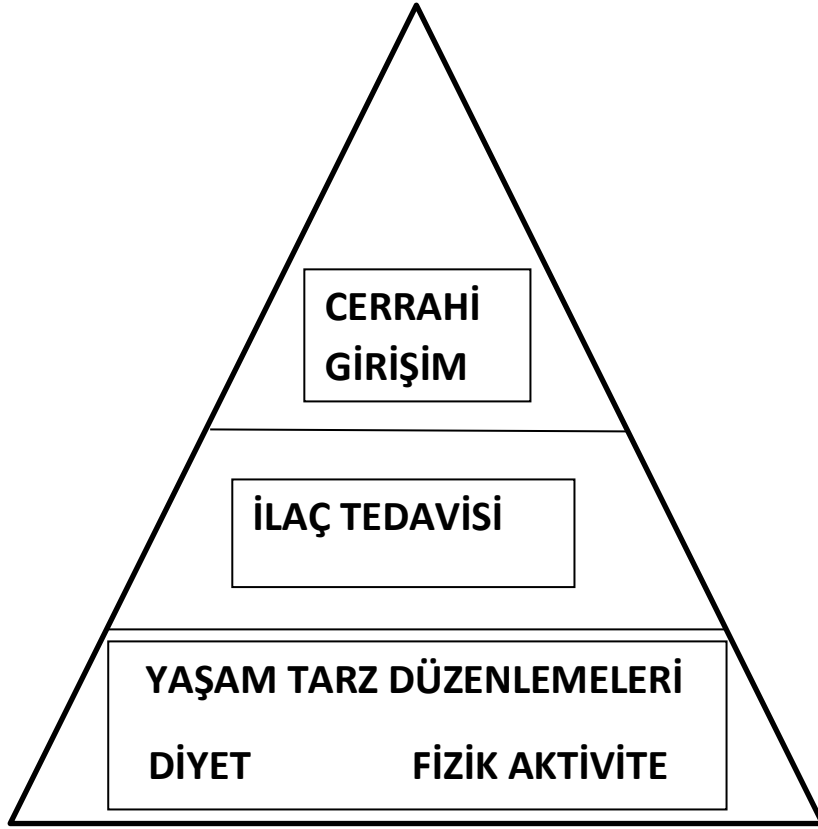 CERRAHİ
GİRİŞİM
İLAÇ TEDAVİSİ
YAŞAM TARZ DÜZENLEMELERİ
DİYET FİZİK AKTİVİTE